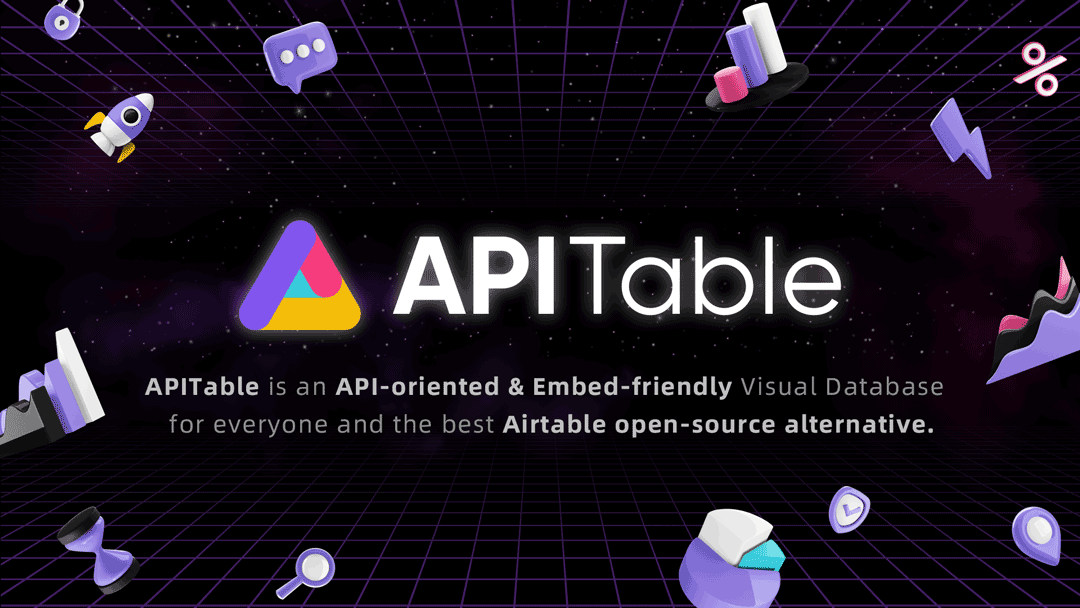 APITable
APITable is an API-oriented & Embed-friendly Visual Database
for everyone and the best Airtable open-source alternative.